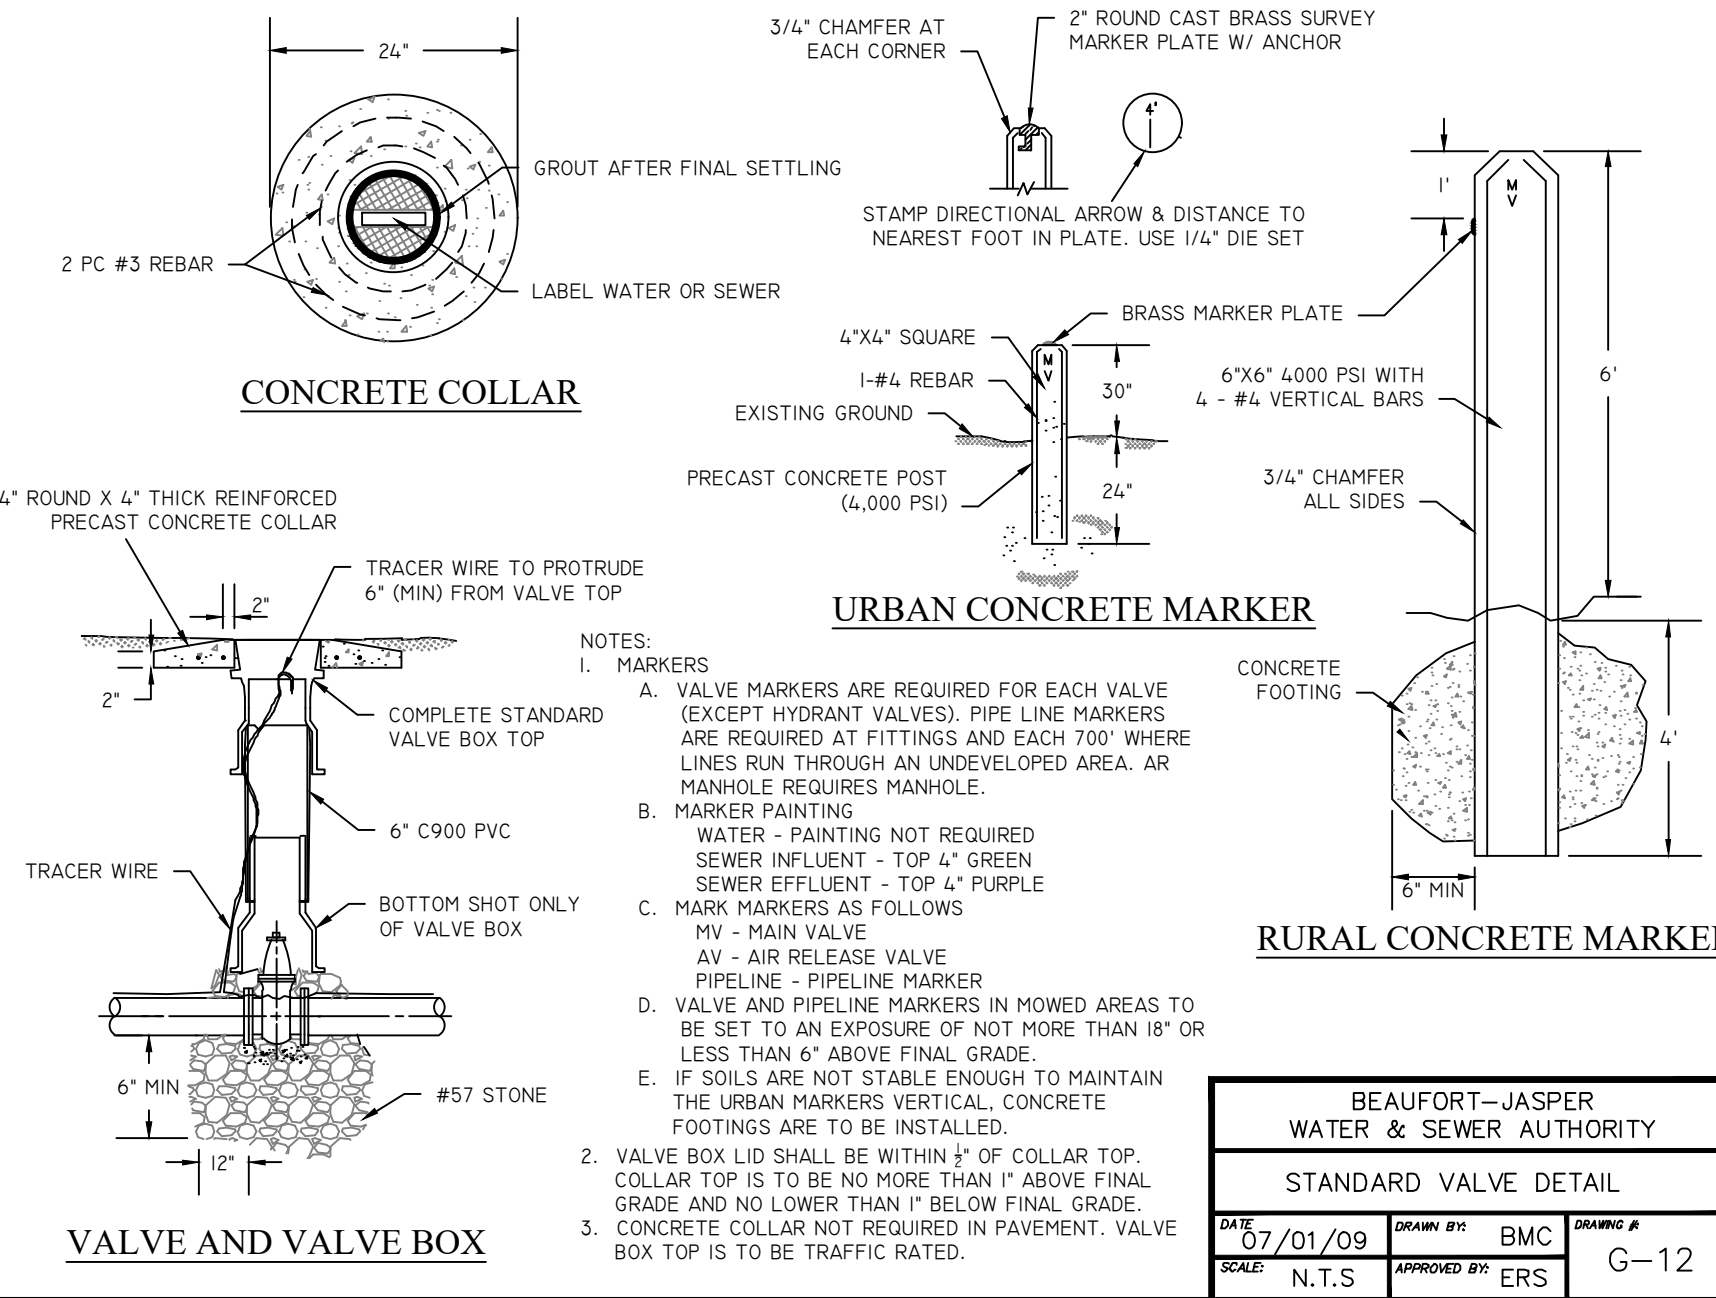 24"
GROUT AFTER FINAL SETTLING
2 PC #3 REBAR
LABEL WATER OR SEWER
CONCRETE COLLAR
3/4" CHAMFER AT
EACH CORNER
2" ROUND CAST BRASS SURVEY
MARKER PLATE W/ ANCHOR
4'
STAMP DIRECTIONAL ARROW & DISTANCE TO
NEAREST FOOT IN PLATE. USE 1/4" DIE SET
BRASS MARKER PLATE
4"X4" SQUARE
1-#4 REBAR
EXISTING GROUND
PRECAST CONCRETE POST
(4,000 PSI)
M
V
30"
24"
URBAN CONCRETE MARKER
1'
M
V
6'
6"X6" 4000 PSI WITH
4 - #4 VERTICAL BARS
3/4" CHAMFER
ALL SIDES
CONCRETE
FOOTING
4'
6" MIN
RURAL CONCRETE MARKE
4" ROUND X 4" THICK REINFORCED
PRECAST CONCRETE COLLAR
TRACER WIRE TO PROTRUDE
6" (MIN) FROM VALVE TOP
2"
2"
COMPLETE STANDARD
VALVE BOX TOP
6" C900 PVC
TRACER WIRE
BOTTOM SHOT ONLY
OF VALVE BOX
6" MIN
#57 STONE
12"
VALVE AND VALVE BOX
NOTES:
1. MARKERS
A. VALVE MARKERS ARE REQUIRED FOR EACH VALVE
(EXCEPT HYDRANT VALVES). PIPE LINE MARKERS
ARE REQUIRED AT FITTINGS AND EACH 700' WHERE
LINES RUN THROUGH AN UNDEVELOPED AREA. AR
MANHOLE REQUIRES MANHOLE.
B. MARKER PAINTING
WATER - PAINTING NOT REQUIRED
SEWER INFLUENT - TOP 4" GREEN
SEWER EFFLUENT - TOP 4" PURPLE
C. MARK MARKERS AS FOLLOWS
MV - MAIN VALVE
AV - AIR RELEASE VALVE
PIPELINE - PIPELINE MARKER
D. VALVE AND PIPELINE MARKERS IN MOWED AREAS TO
BE SET TO AN EXPOSURE OF NOT MORE THAN 18" OR
LESS THAN 6" ABOVE FINAL GRADE.
E. IF SOILS ARE NOT STABLE ENOUGH TO MAINTAIN
THE URBAN MARKERS VERTICAL, CONCRETE
FOOTINGS ARE TO BE INSTALLED.
2. VALVE BOX LID SHALL BE WITHIN ½" OF COLLAR TOP.
COLLAR TOP IS TO BE NO MORE THAN 1" ABOVE FINAL
GRADE AND NO LOWER THAN 1" BELOW FINAL GRADE.
3. CONCRETE COLLAR NOT REQUIRED IN PAVEMENT. VALVE
BOX TOP IS TO BE TRAFFIC RATED.
BEAUFORT-JASPER
WATER & SEWER AUTHORITY
STANDARD VALVE DETAIL
DATE 07/01/09
DRAWN BY: BMC
DRAWING #:
G-12
SCALE: N.T.S
APPROVED BY: ERS